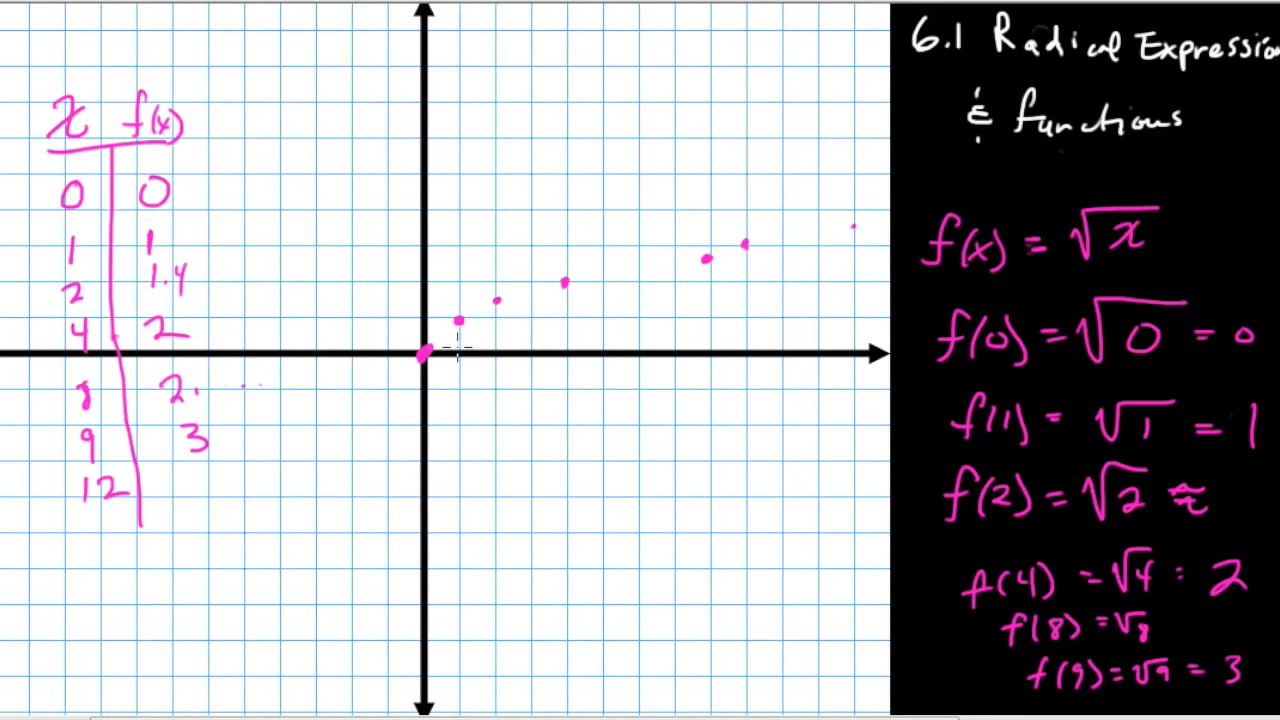 x f(x)
0 0
1 1
2 1.4
4 2
8 2. . . .
9 3
12
6.1 Radical Expression
& functions
f(x) = √x
f(0) = √0 = 0
f(1) = √1 = 1
f(2) = √2 ≈
f(4) = √4 = 2
f(8) = √8
f(9) = √9 = 3